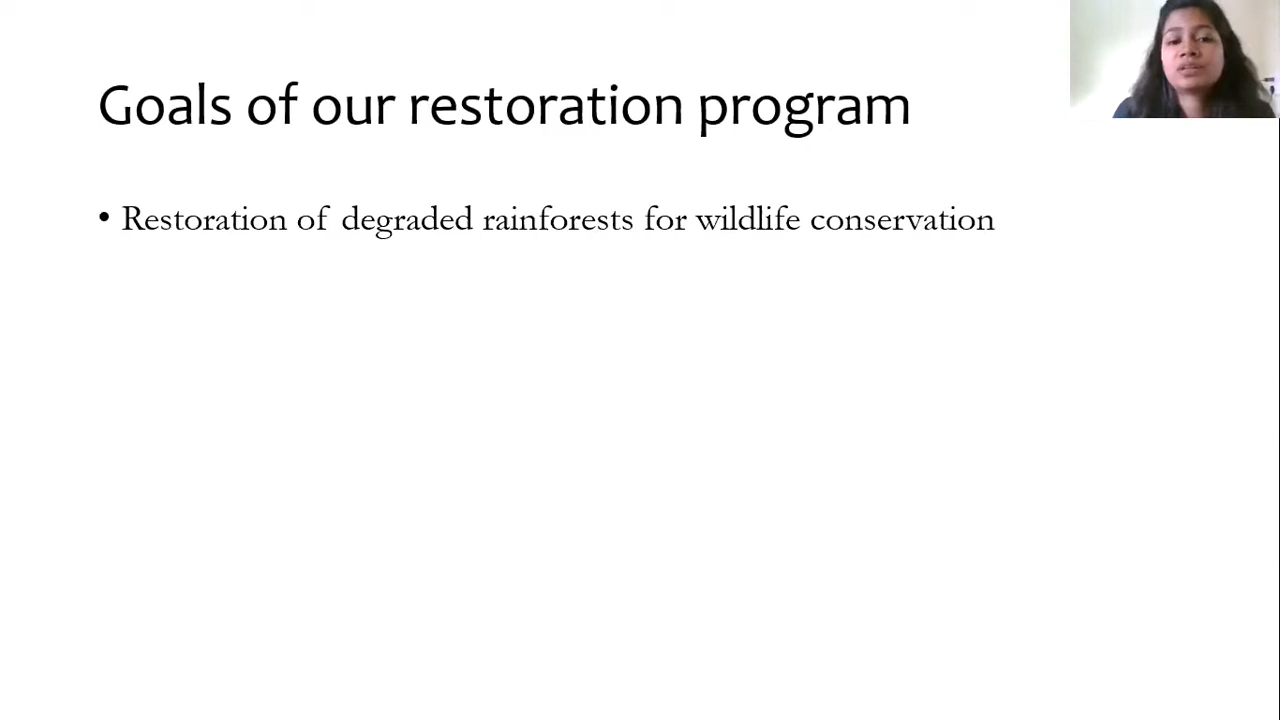 Goals of our restoration program
• Restoration of degraded rainforests for wildlife conservation